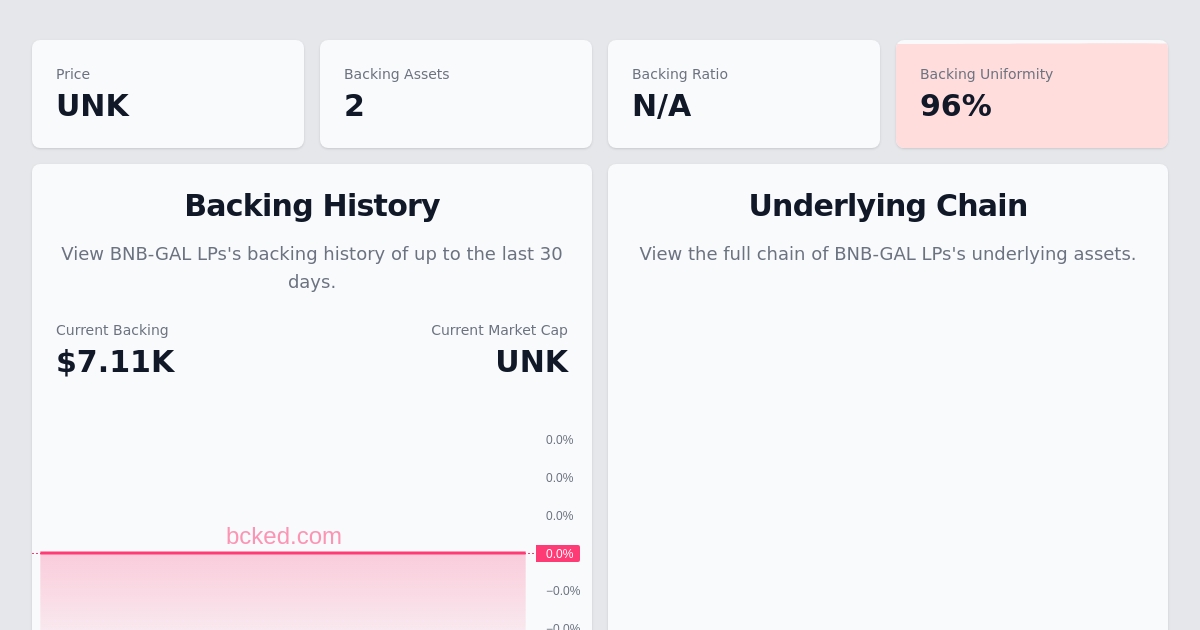 Price
UNK
Backing Assets
2
Backing Ratio
N/A
Backing Uniformity
96%
Backing History
View BNB-GAL LPs's backing history of up to the last 30
days.
Current Backing
$7.11K
Current Market Cap
UNK
0.0%
0.0%
0.0%
bcked.com
0.0%
−0.0%
−0.0%
Underlying Chain
View the full chain of BNB-GAL LPs's underlying assets.